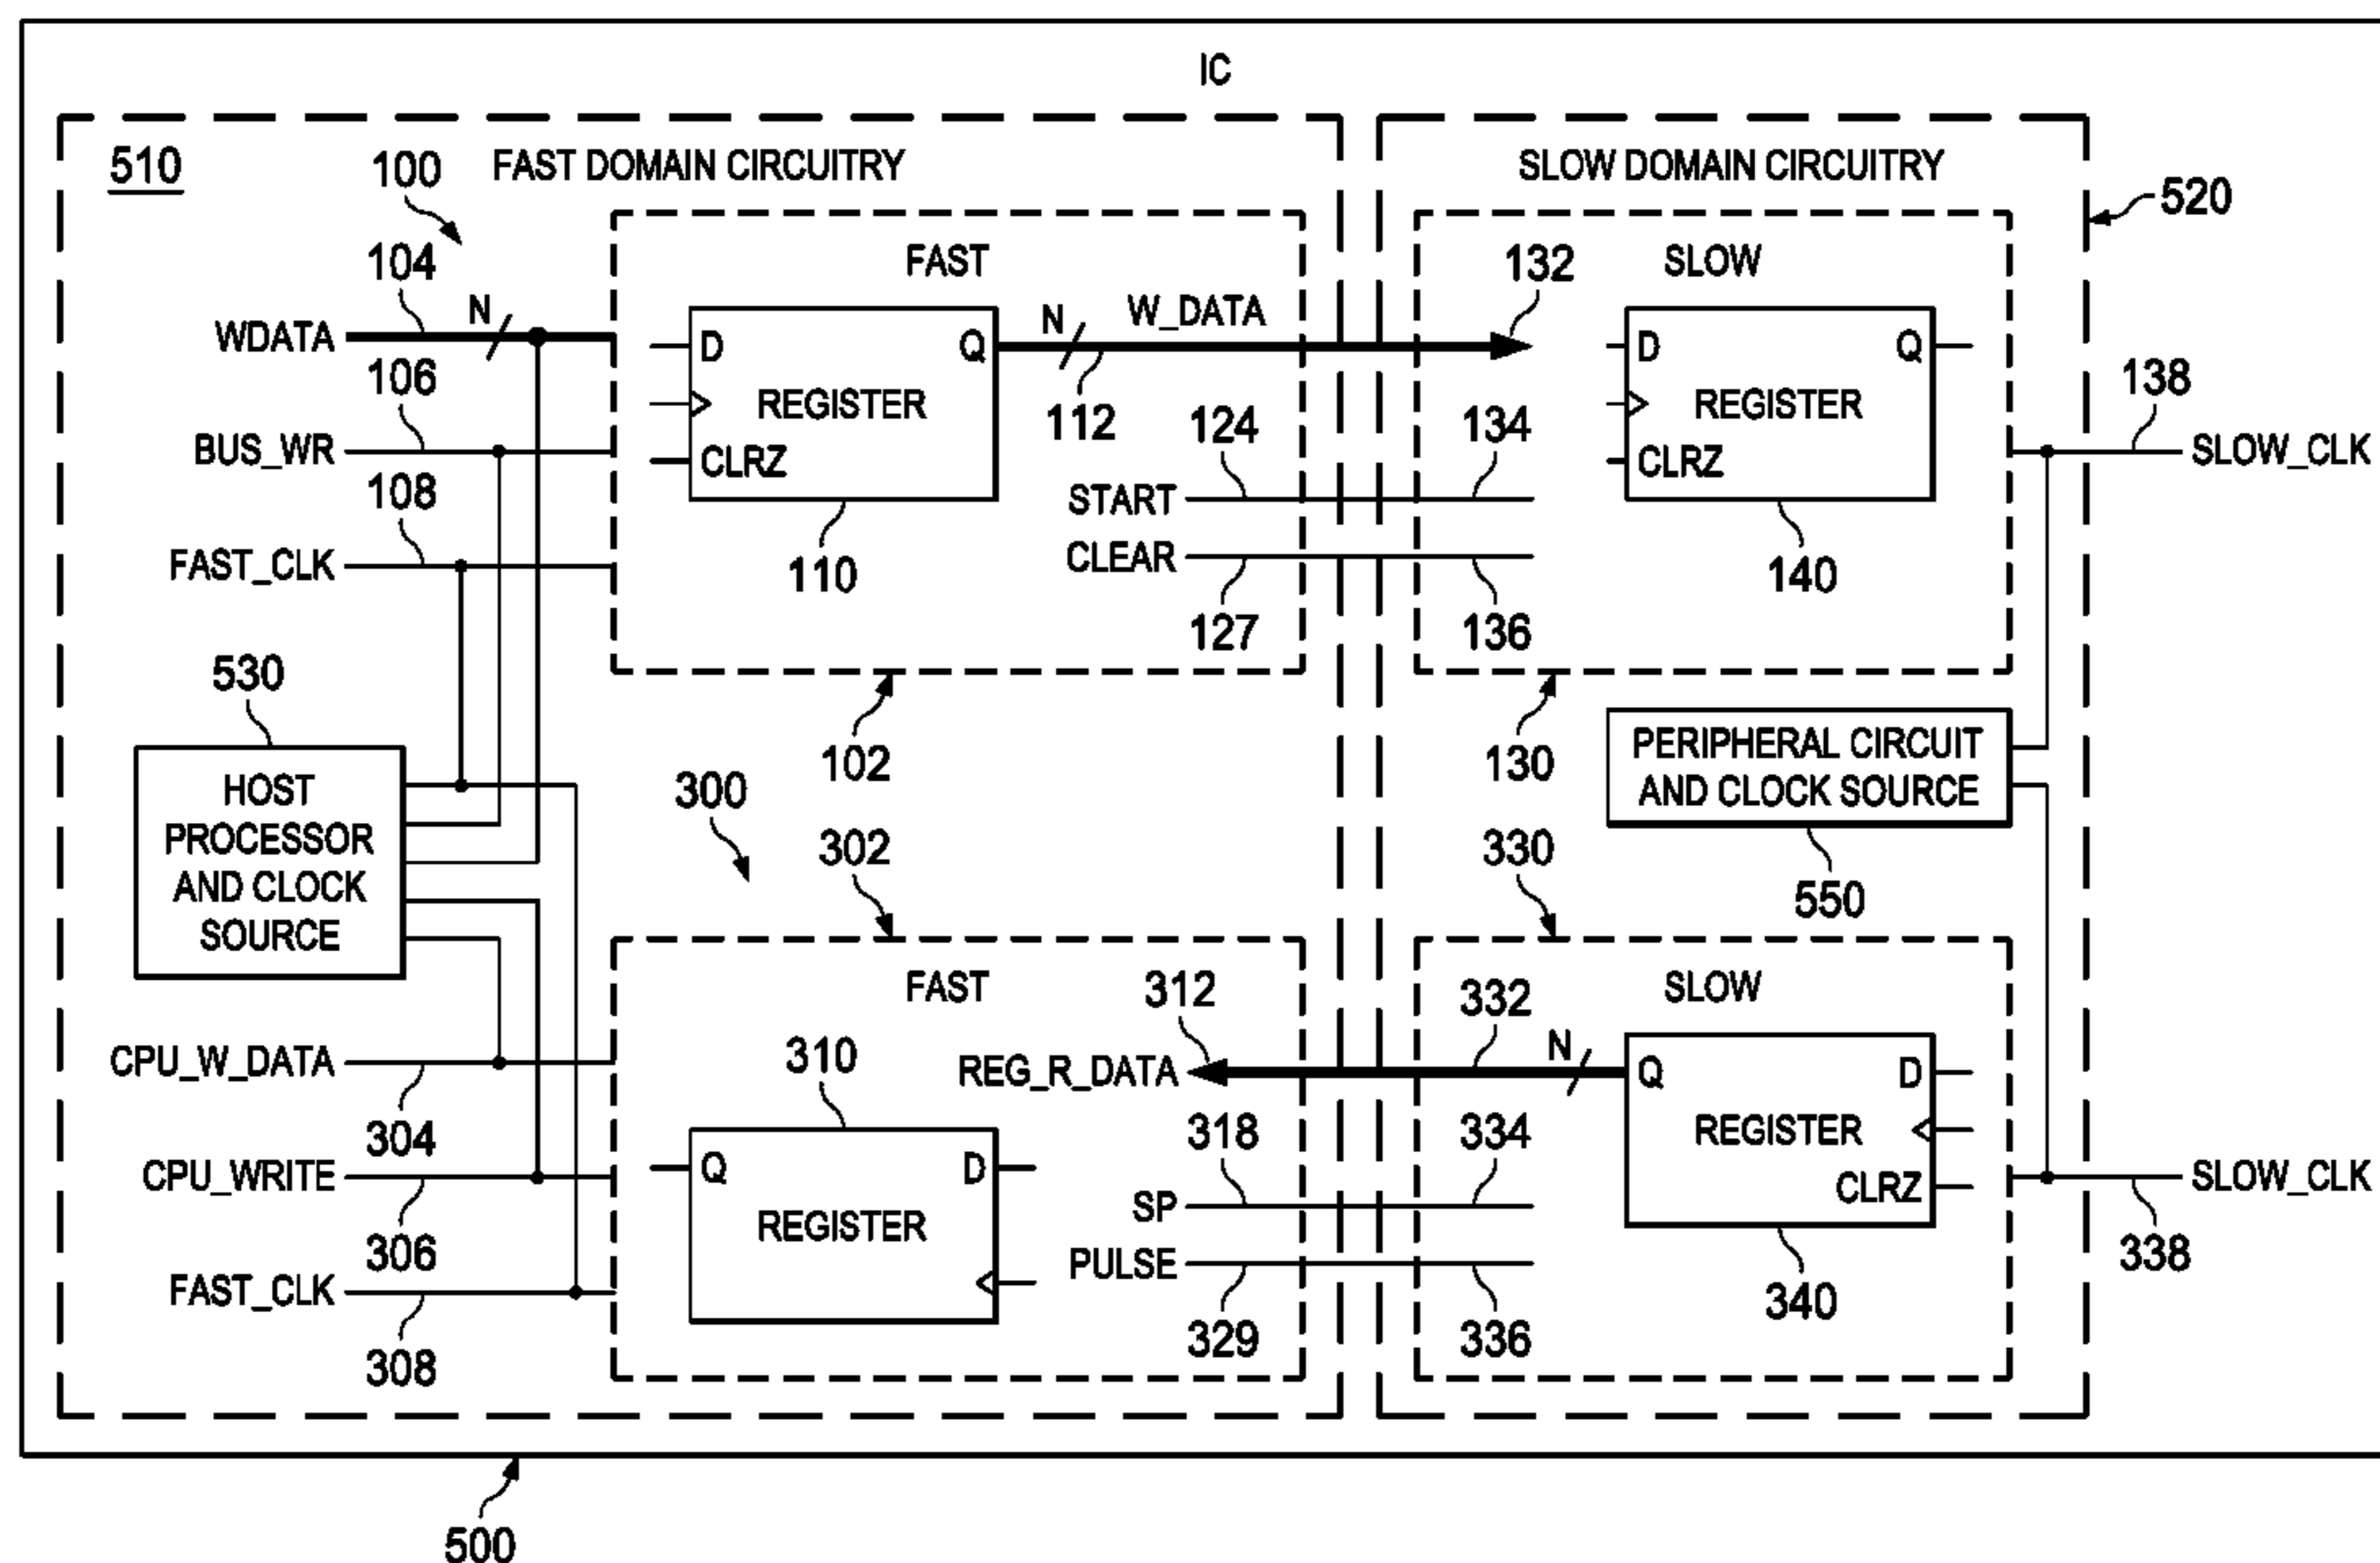 IC
510
FAST DOMAIN CIRCUITRY
SLOW DOMAIN CIRCUITRY
520
100
104
WDATA
N
106
BUS_WR
108
FAST_CLK
FAST
D
Q
REGISTER
CLRZ
110
N
W_DATA
112
124
START
CLEAR
127
102
SLOW
132
134
136
D
Q
REGISTER
CLRZ
140
130
138
SLOW_CLK
530
HOST
PROCESSOR
AND CLOCK
SOURCE
PERIPHERAL CIRCUIT
AND CLOCK SOURCE
550
300
302
330
CPU_W_DATA
304
CPU_WRITE
306
FAST_CLK
308
FAST
310
Q
D
REGISTER
312
REG_R_DATA
318
SP
PULSE
329
SLOW
332
N
334
336
Q
D
REGISTER
CLRZ
340
SLOW_CLK
338
500